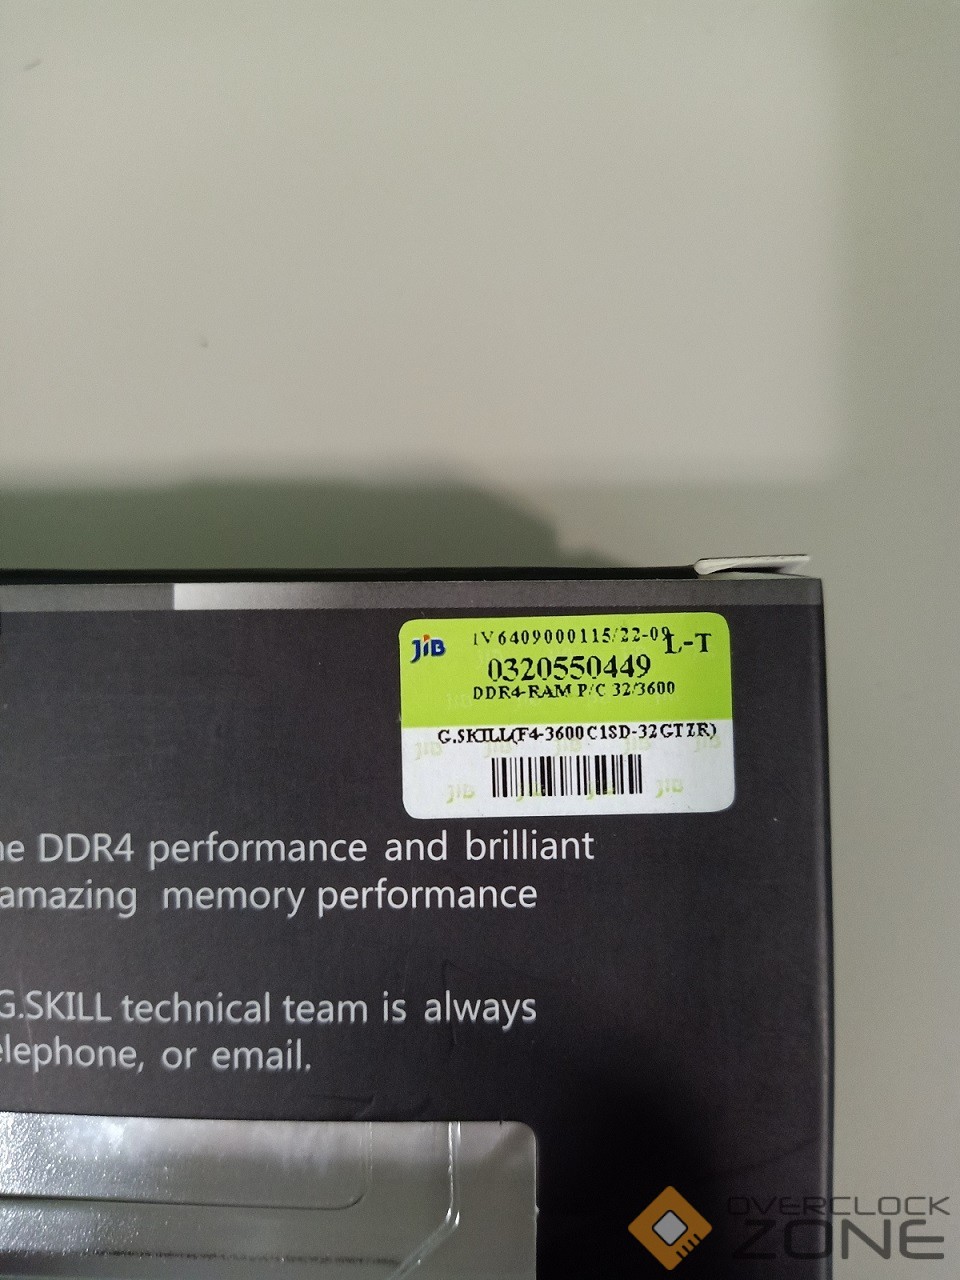 JiB
IV6409000115/22-09
L-T
0320550449
DDR4-RAM P/C 32/3600
G.SKILL(F4-3600C18D-32GTZR)
JiB JiB JiB JiB
JiB JiB JiB JiB
he DDR4 performance and brilliant
amazing memory performance
G.SKILL technical team is always
elephone, or email.
OVERCLOCK
ZONE